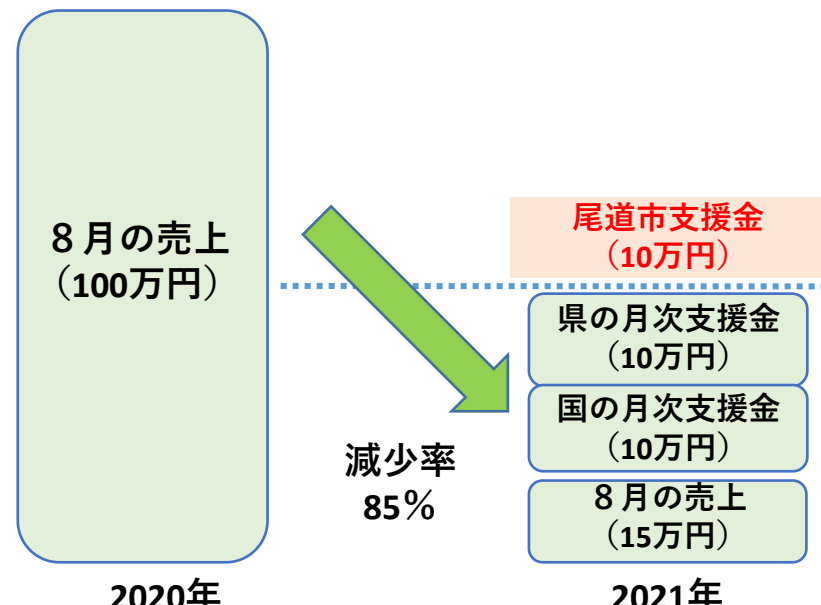 ８月の売上
（100万円）
減少率
85％
尾道市支援金
（10万円）
県の月次支援金
（10万円）
国の月次支援金
（10万円）
８月の売上
（15万円）
2020年
2021年